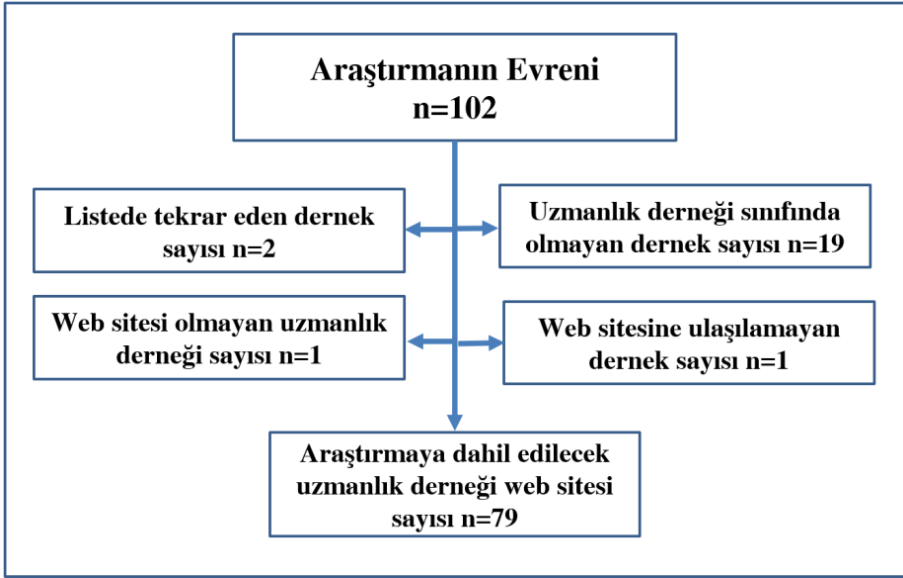 Araştırmanın Evreni
n=102
Listede tekrar eden dernek
sayısı n=2
Uzmanlık derneği sınıfında
olmayan dernek sayısı n=19
Web sitesi olmayan uzmanlık
derneği sayısı n=1
Web sitesine ulaşılamayan
dernek sayısı n=1
Araştırmaya dahil edilecek
uzmanlık derneği web sitesi
sayısı n=79